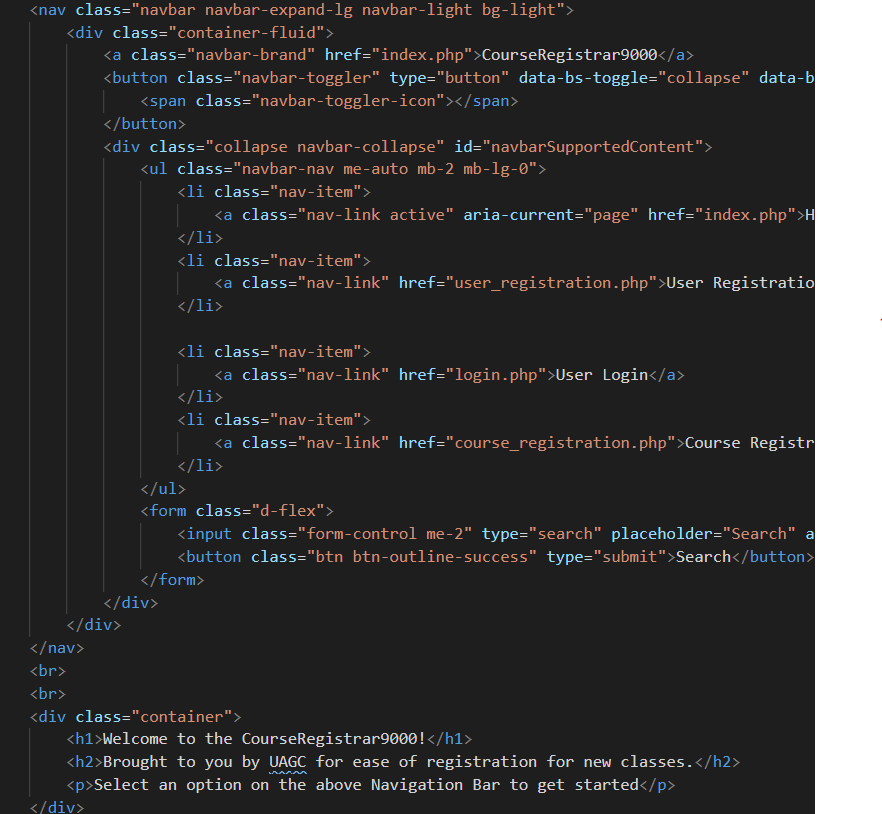 <nav class="navbar navbar-expand-lg navbar-light bg-light">
<div class="container-fluid">
<a class="navbar-brand" href="index.php">CourseRegistrar9000</a>
<button class="navbar-toggler" type="button" data-bs-toggle="collapse" data-b
<span class="navbar-toggler-icon"></span>
</button>
<div class="collapse navbar-collapse" id="navbarSupportedContent">
<ul class="navbar-nav me-auto mb-2 mb-lg-0">
<li class="nav-item">
<a class="nav-link active" aria-current="page" href="index.php">H
</li>
<li class="nav-item">
<a class="nav-link" href="user_registration.php">User Registratio
</li>
<li class="nav-item">
<a class="nav-link" href="login.php">User Login</a>
</li>
<li class="nav-item">
<a class="nav-link" href="course_registration.php">Course Registr
</li>
</ul>
<form class="d-flex">
<input class="form-control me-2" type="search" placeholder="Search" a
<button class="btn btn-outline-success" type="submit">Search</button>
</form>
</div>
</div>
</nav>
<br>
<br>
<div class="container">
<h1>Welcome to the CourseRegistrar9000!</h1>
<h2>Brought to you by UAGC for ease of registration for new classes.</h2>
<p>Select an option on the above Navigation Bar to get started</p>
</div>